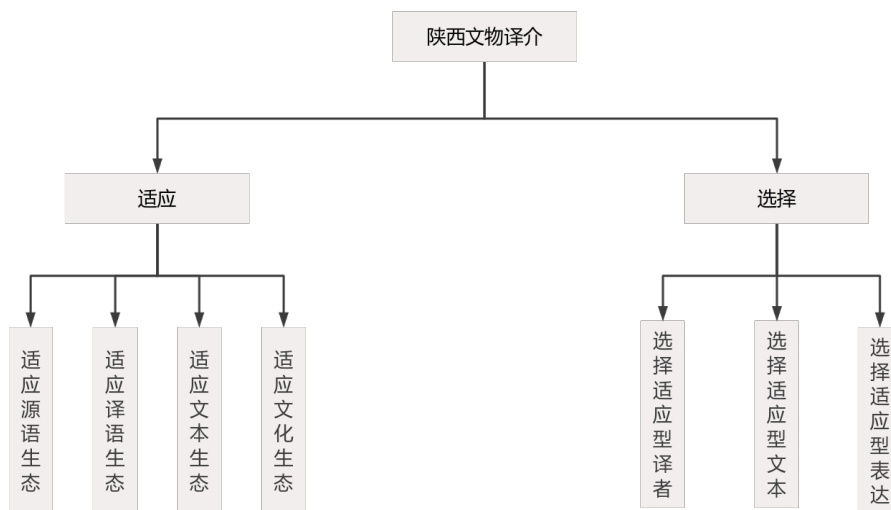 陕西文物译介
适应
选择
适应源语生态
适应译语生态
适应文本生态
适应文化生态
选择适应型译者
选择适应型文本
选择适应型表达